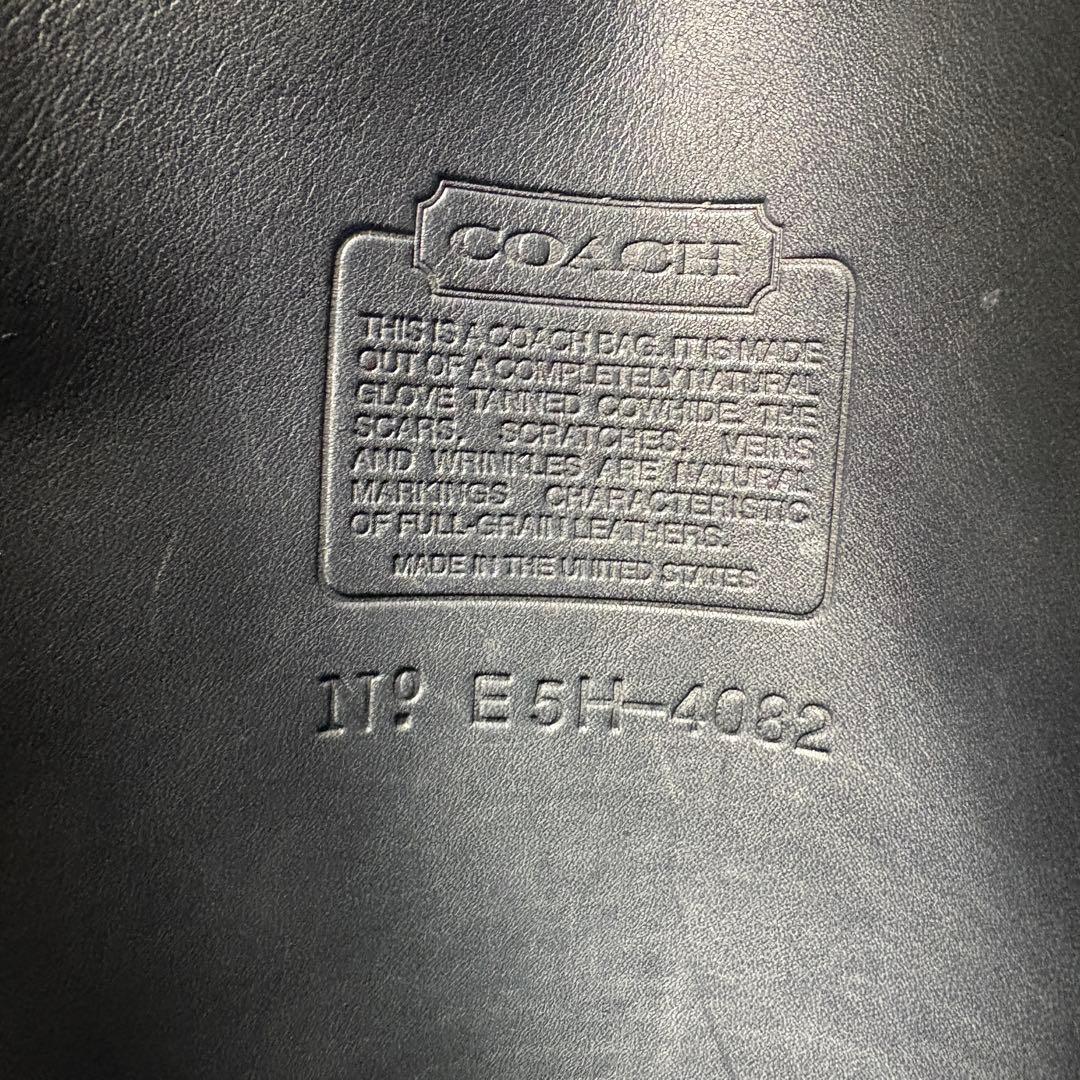 COACH
THIS IS A COACH BAG. IT IS MADE
OUT OF A COMPLETELY NATURAL
GLOVE TANNED COWHIDE. THE
SCARS, SCRATCHES, VEINS
AND WRINKLES ARE NATURAL
MARKINGS CHARACTERISTIC
OF FULL-GRAIN LEATHERS.
MADE IN THE UNITED STATES
Nº E5H-4082